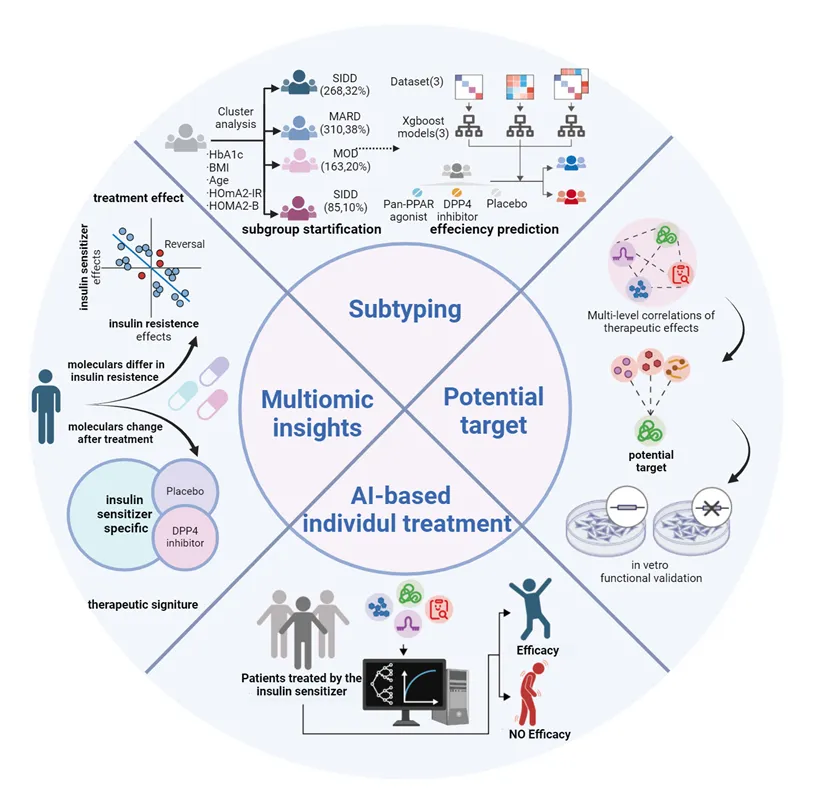 Cluster
analysis
·HbA1c
·BMI
·Age
·HOmA2-IR
·HOMA2-B
SIDD
(268,32%)
MARD
(310,38%)
MOD
(163,20%)
SIDD
(85,10%)
subgroup startification
Dataset(3)
Xgboost
models(3)
Pan-PPAR
agonist
DPP4
inhibitor
Placebo
effeciency prediction
treatment effect
insulin sensitizer
effects
Reversal
insulin resistence
effects
moleculars differ in
insulin resistence
moleculars change
after treatment
insulin
sensitizer
specific
Placebo
DPP4
inhibitor
therapeutic signiture
Subtyping
Multiomic
insights
Potential
target
AI-based
individul treatment
Multi-level correlations of
therapeutic effects
potential
target
in vetro
functional validation
Patients treated by the
insulin sensitizer
Efficacy
NO Efficacy